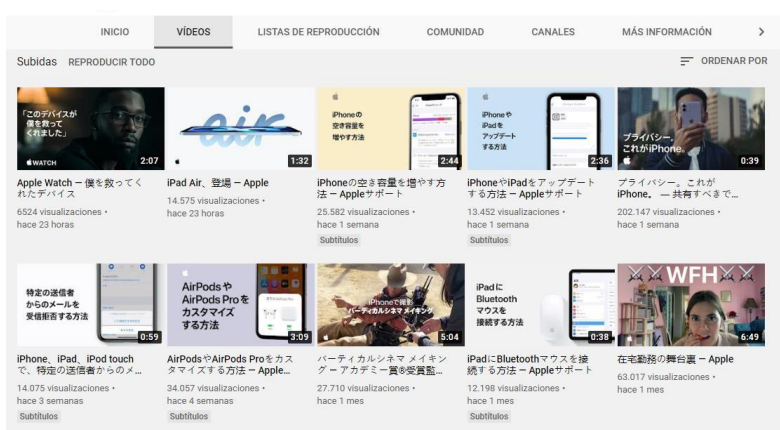 INICIO
VÍDEOS
LISTAS DE REPRODUCCIÓN
COMUNIDAD
CANALES
MÁS INFORMACIÓN
Subidas REPRODUCIR TODO
ORDENAR POR
「このデバイスが
僕を救って
くれました」
WATCH
2:07
Apple Watch — 僕を救ってく
れたデバイス
6524 visualizaciones •
hace 23 horas
air
1:32
iPad Air、登場 — Apple
14.575 visualizaciones •
hace 23 horas
iPhoneの
空き容量を
増やす方法
2:44
iPhoneの空き容量を増やす方
法 — Appleサポート
25.582 visualizaciones •
hace 1 semana
Subtítulos
iPhoneや
iPadを
アップデート
する方法
2:36
iPhoneやiPadをアップデート
する方法 — Appleサポート
13.452 visualizaciones •
hace 1 semana
Subtítulos
プライバシー。
これがiPhone。
0:39
プライバシー。これが
iPhone。 — 共有すべきで...
202.147 visualizaciones •
hace 1 semana
特定の送信者
からのメールを
受信拒否する方法
0:59
iPhone、iPad、iPod touch
で、特定の送信者からのメ...
14.075 visualizaciones •
hace 3 semanas
Subtítulos
AirPodsや
AirPods Proを
カスタマイズ
する方法
3:09
AirPodsやAirPods Proをカス
タマイズする方法 — Apple...
34.057 visualizaciones •
hace 4 semanas
Subtítulos
iPhoneで撮影
バーティカルシネマ メイキング
5:04
バーティカルシネマ メイキン
グ — アカデミー賞®受賞監...
27.710 visualizaciones •
hace 1 mes
iPadに
Bluetooth
マウスを
接続する方法
0:38
iPadにBluetoothマウスを接
続する方法 — Appleサポート
12.198 visualizaciones •
hace 1 mes
Subtítulos
WFH
6:49
在宅勤務の舞台裏 — Apple
63.017 visualizaciones •
hace 1 mes